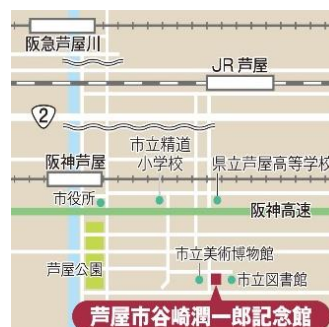 阪急芦屋川
JR 芦屋
2
阪神芦屋
市立精道
小学校
県立芦屋高等学校
市役所
阪神高速
芦屋公園
市立美術博物館
市立図書館
芦屋市谷崎潤一郎記念館